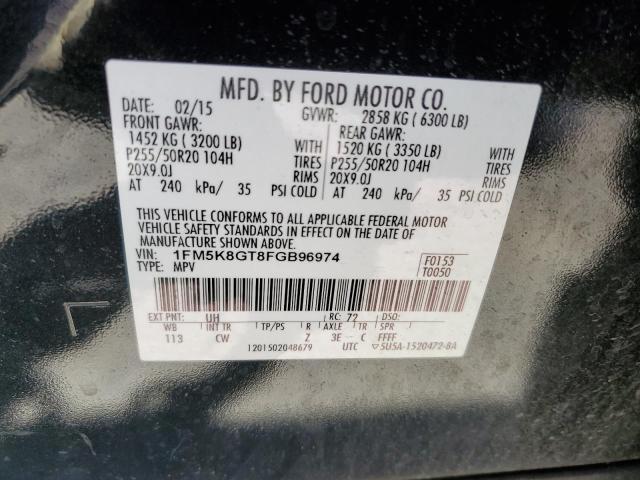 MFD. BY FORD MOTOR CO.
DATE: 02/15 GVWR: 2858 KG ( 6300 LB)
FRONT GAWR: REAR GAWR:
1452 KG ( 3200 LB) WITH 1520 KG ( 3350 LB) WITH
P255/50R20 104H TIRES P255/50R20 104H TIRES
20X9.0J RIMS 20X9.0J RIMS
AT 240 kPa/ 35 PSI COLD AT 240 kPa/ 35 PSI COLD
THIS VEHICLE CONFORMS TO ALL APPLICABLE FEDERAL MOTOR
VEHICLE SAFETY STANDARDS IN EFFECT ON THE DATE OF
MANUFACTURE SHOWN ABOVE.
VIN: 1FM5K8GT8FGB96974 F0153
TYPE: MPV T0050
EXT PNT: UH RC: 72 DSO:
WB INT TR TP/PS R AXLE TR SPR
113 CW Z 3E C FFFF
1201502048679 UTC ▽5U5A-1520472-BA